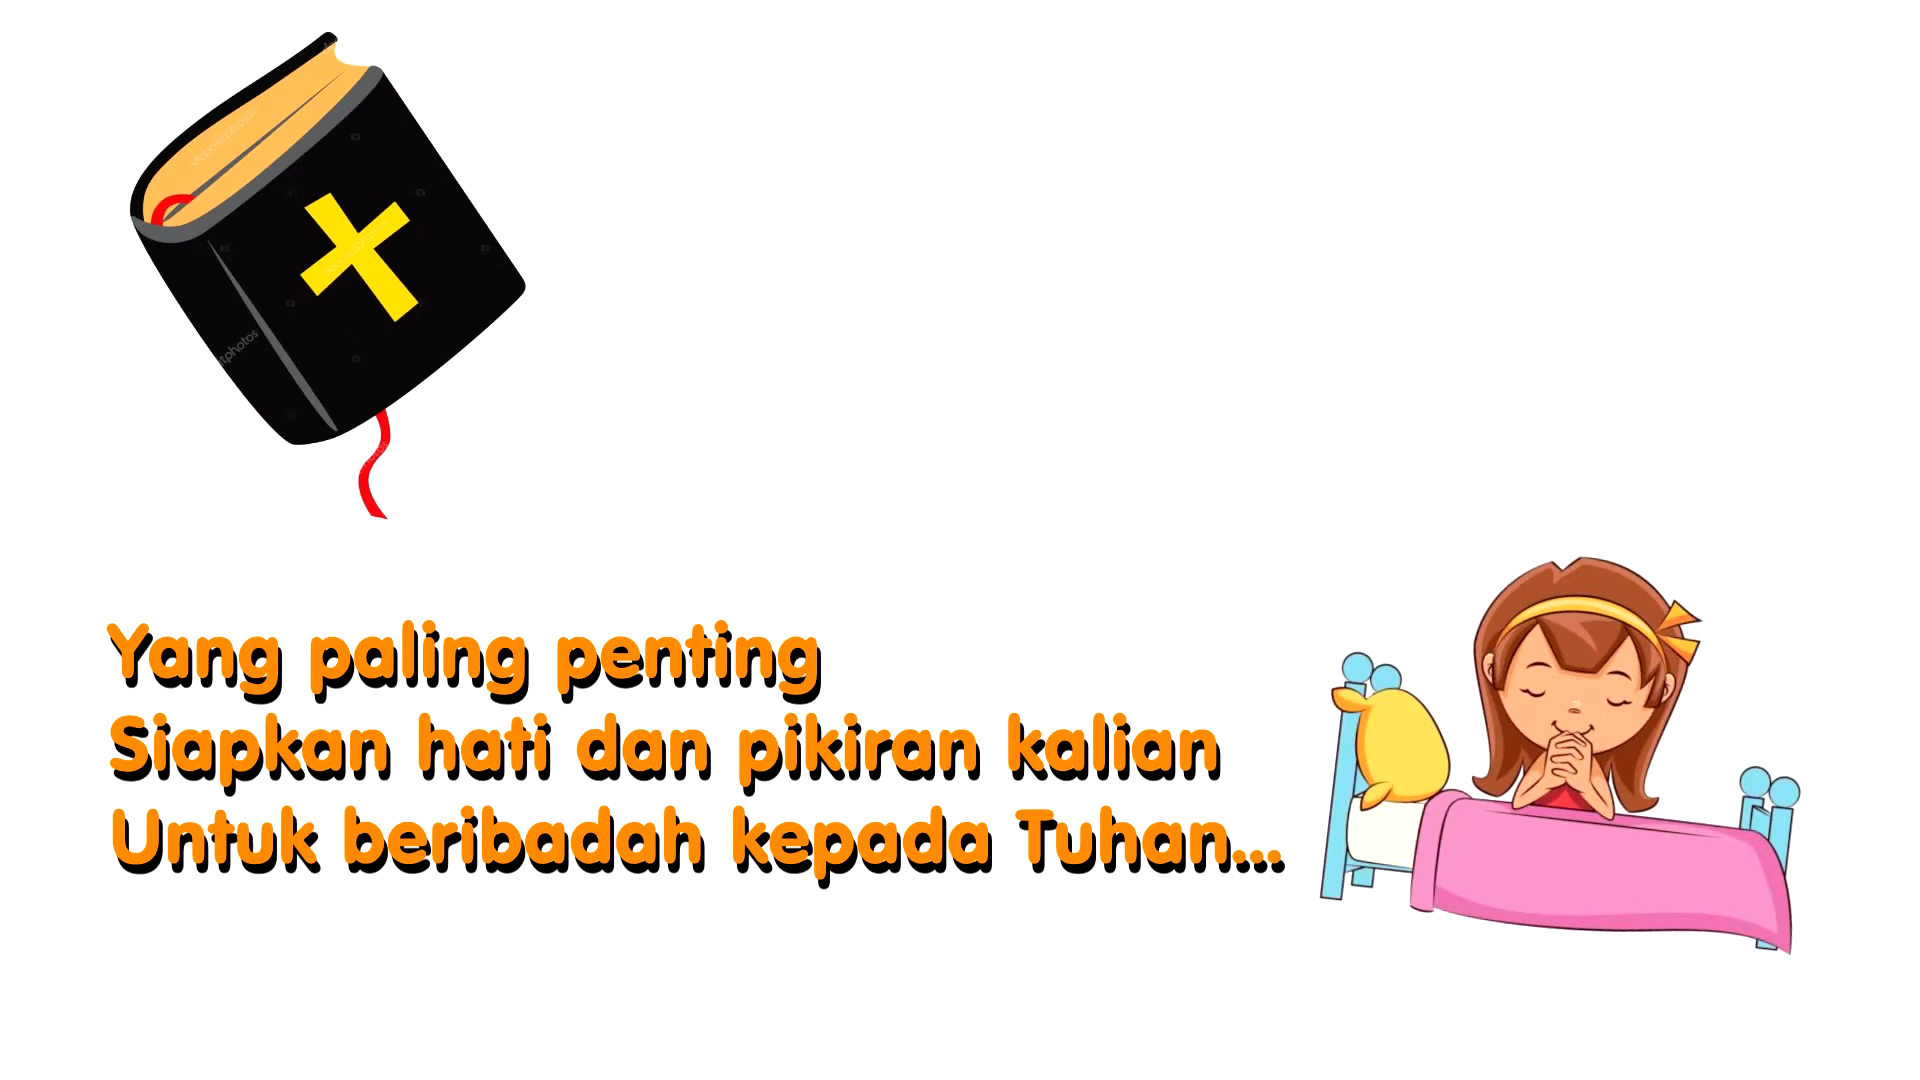 Yang paling penting
Siapkan hati dan pikiran kalian
Untuk beribadah kepada Tuhan...